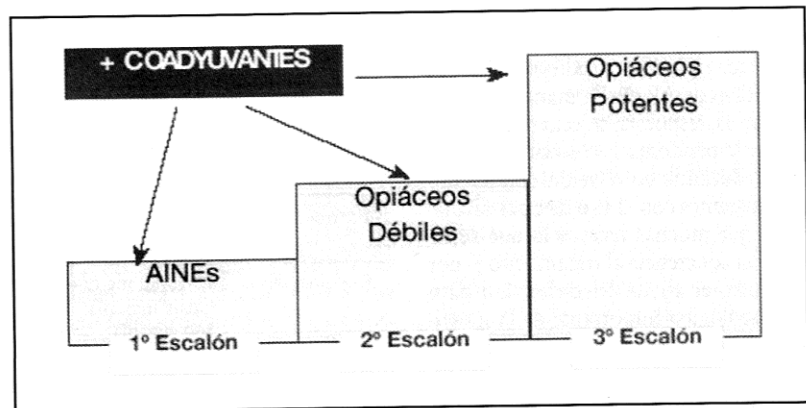 + COADYUVANTES
Opiáceos
Potentes
Opiáceos
Débiles
AINEs
1º Escalón
2º Escalón
3º Escalón